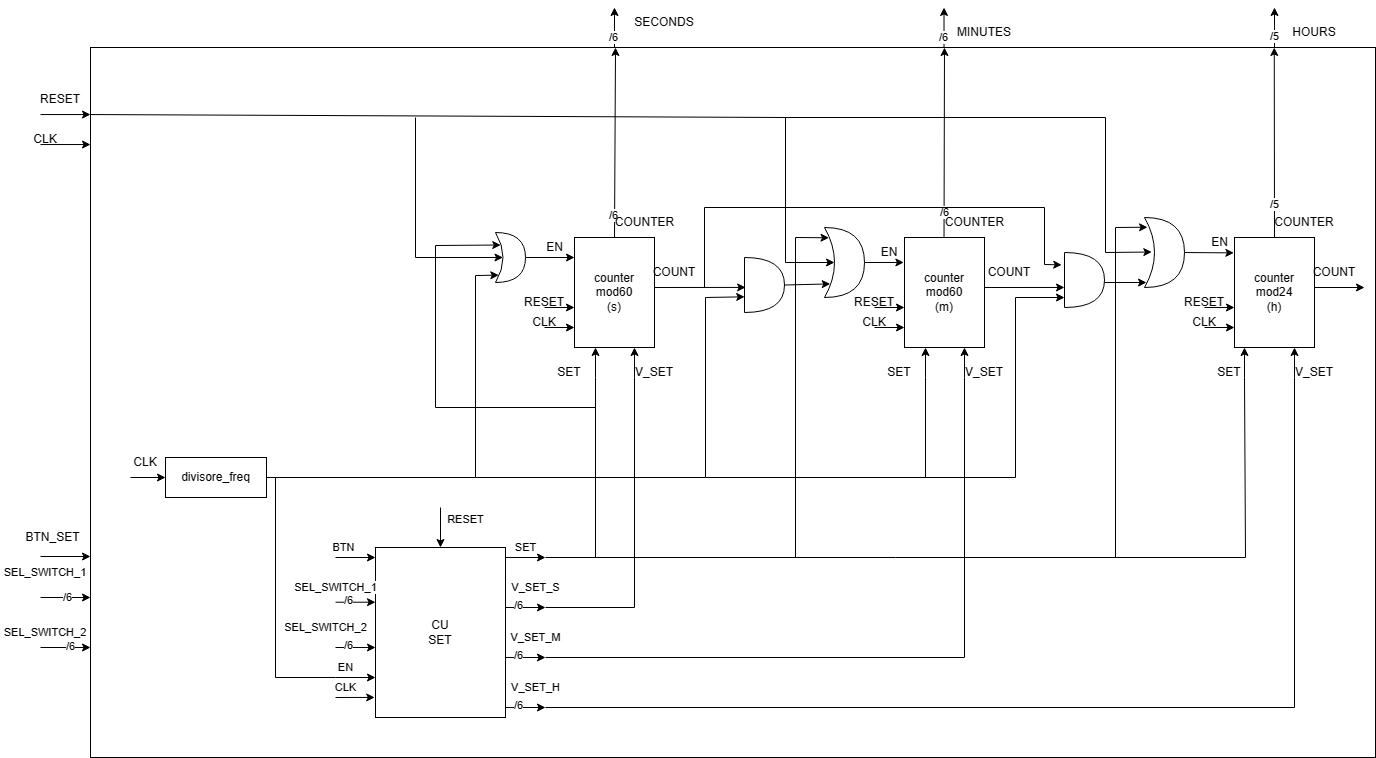 SECONDS
/6
MINUTES
/6
HOURS
/5
RESET
CLK
/6
COUNTER
/6
COUNTER
/5
COUNTER
EN
EN
EN
COUNT
COUNT
COUNT
counter
mod60
(s)
counter
mod60
(m)
counter
mod24
(h)
RESET
CLK
RESET
CLK
RESET
CLK
SET
V_SET
SET
V_SET
SET
V_SET
CLK
divisore_freq
BTN_SET
SEL_SWITCH_1
/6
SEL_SWITCH_2
/6
RESET
BTN
SEL_SWITCH_1
/6
SEL_SWITCH_2
/6
EN
CLK
CU
SET
SET
V_SET_S
/6
V_SET_M
/6
V_SET_H
/6